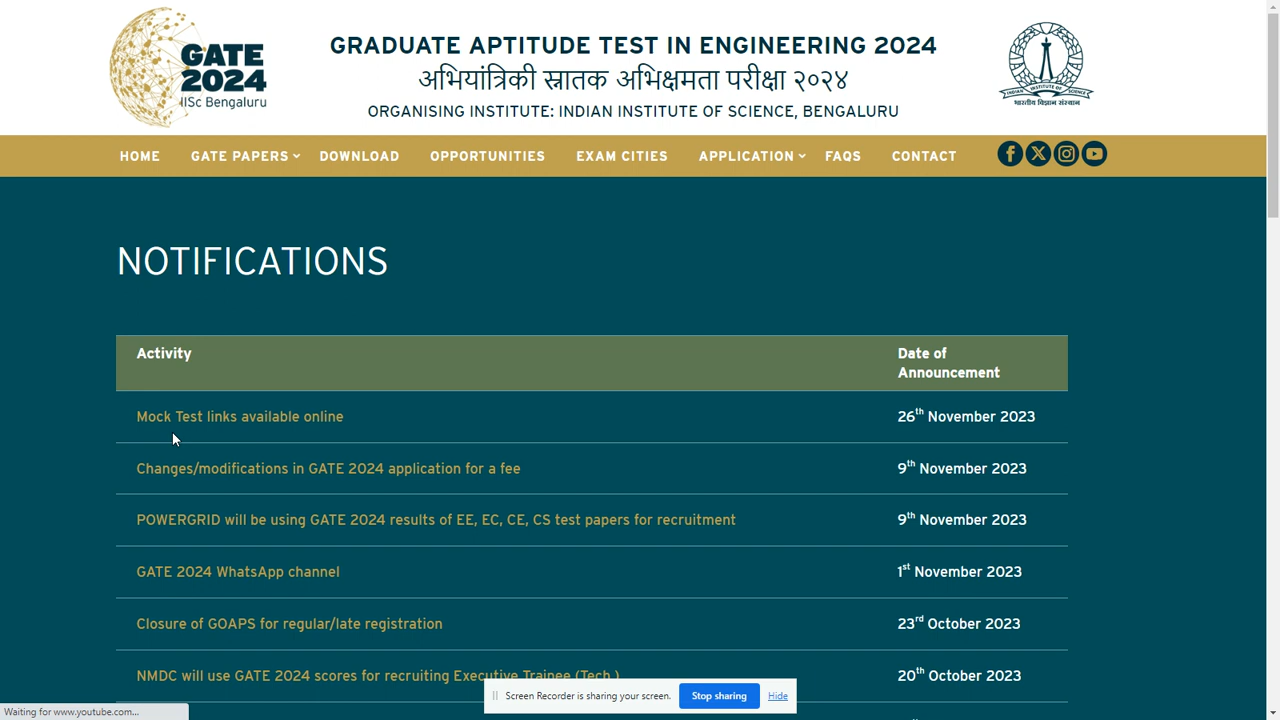 GATE
2024
IISc Bengaluru
GRADUATE APTITUDE TEST IN ENGINEERING 2024
अभियांत्रिकी स्नातक अभिक्षमता परीक्षा २०२४
ORGANISING INSTITUTE: INDIAN INSTITUTE OF SCIENCE, BENGALURU
भारतीय विज्ञान संस्थान
HOME GATE PAPERS DOWNLOAD OPPORTUNITIES EXAM CITIES APPLICATION FAQS CONTACT
NOTIFICATIONS
Activity Date of
Announcement
Mock Test links available online 26th November 2023
Changes/modifications in GATE 2024 application for a fee 9th November 2023
POWERGRID will be using GATE 2024 results of EE, EC, CE, CS test papers for recruitment 9th November 2023
GATE 2024 WhatsApp channel 1st November 2023
Closure of GOAPS for regular/late registration 23rd October 2023
NMDC will use GATE 2024 scores for recruiting Executive Trainee (Tech.) 20th October 2023
Screen Recorder is sharing your screen. Stop sharing Hide
Waiting for www.youtube.com...